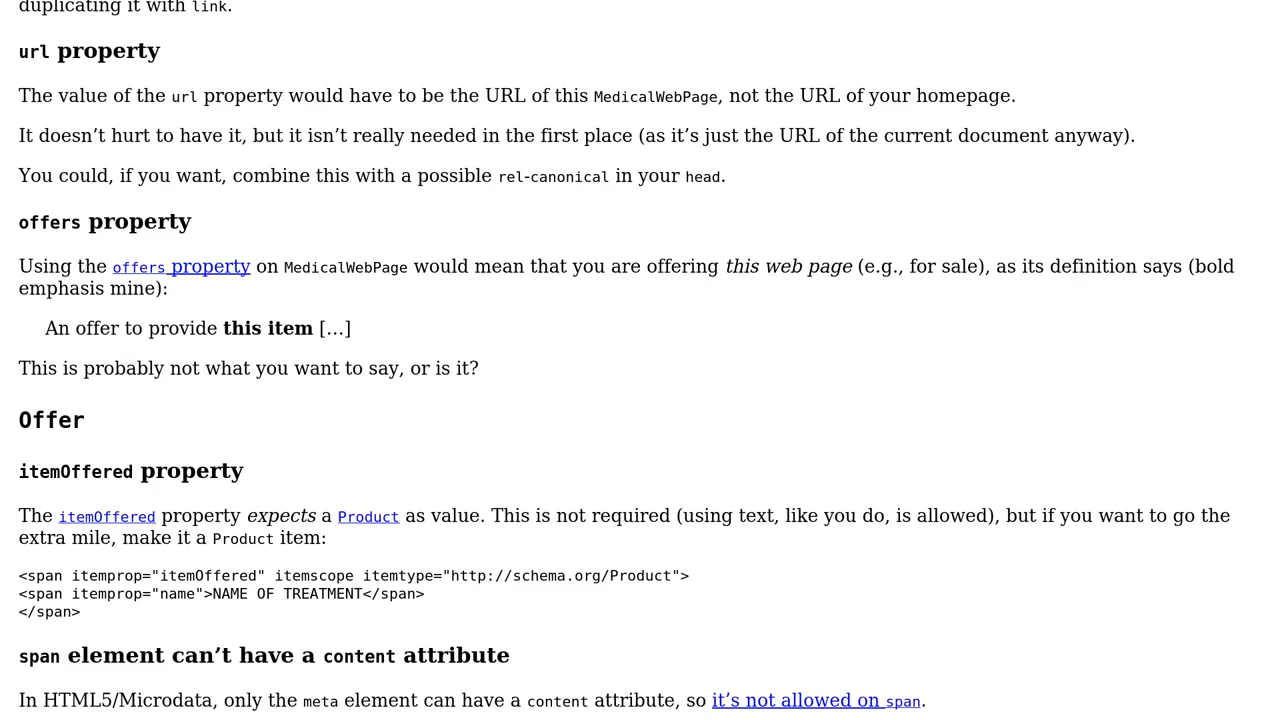 duplicating it with link.
url property
The value of the url property would have to be the URL of this MedicalWebPage, not the URL of your homepage.
It doesn’t hurt to have it, but it isn’t really needed in the first place (as it’s just the URL of the current document anyway).
You could, if you want, combine this with a possible rel-canonical in your head.
offers property
Using the offers property on MedicalWebPage would mean that you are offering this web page (e.g., for sale), as its definition says (bold
emphasis mine):
An offer to provide this item […]
This is probably not what you want to say, or is it?
Offer
itemOffered property
The itemOffered property expects a Product as value. This is not required (using text, like you do, is allowed), but if you want to go the
extra mile, make it a Product item:
<span itemprop="itemOffered" itemscope itemtype="http://schema.org/Product">
<span itemprop="name">NAME OF TREATMENT</span>
</span>
span element can’t have a content attribute
In HTML5/Microdata, only the meta element can have a content attribute, so it’s not allowed on span.